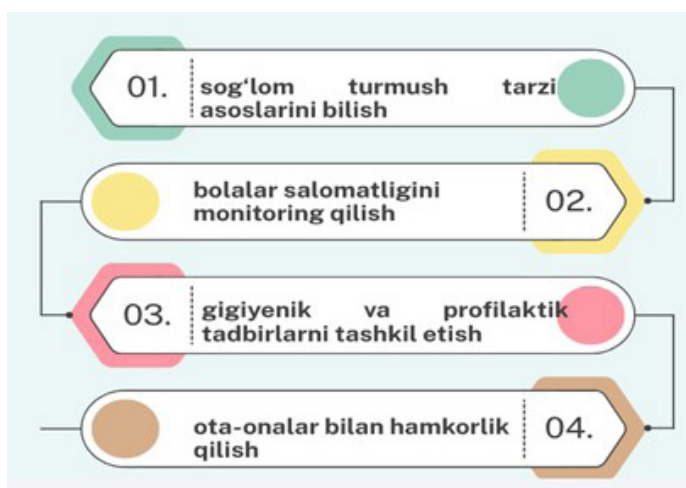 01.
sog‘lom turmush tarzi
asoslarini bilish
bolalar salomatligini
monitoring qilish
02.
03.
gigiyenik va profilaktik
tadbirlarni tashkil etish
ota-onalar bilan hamkorlik
qilish
04.